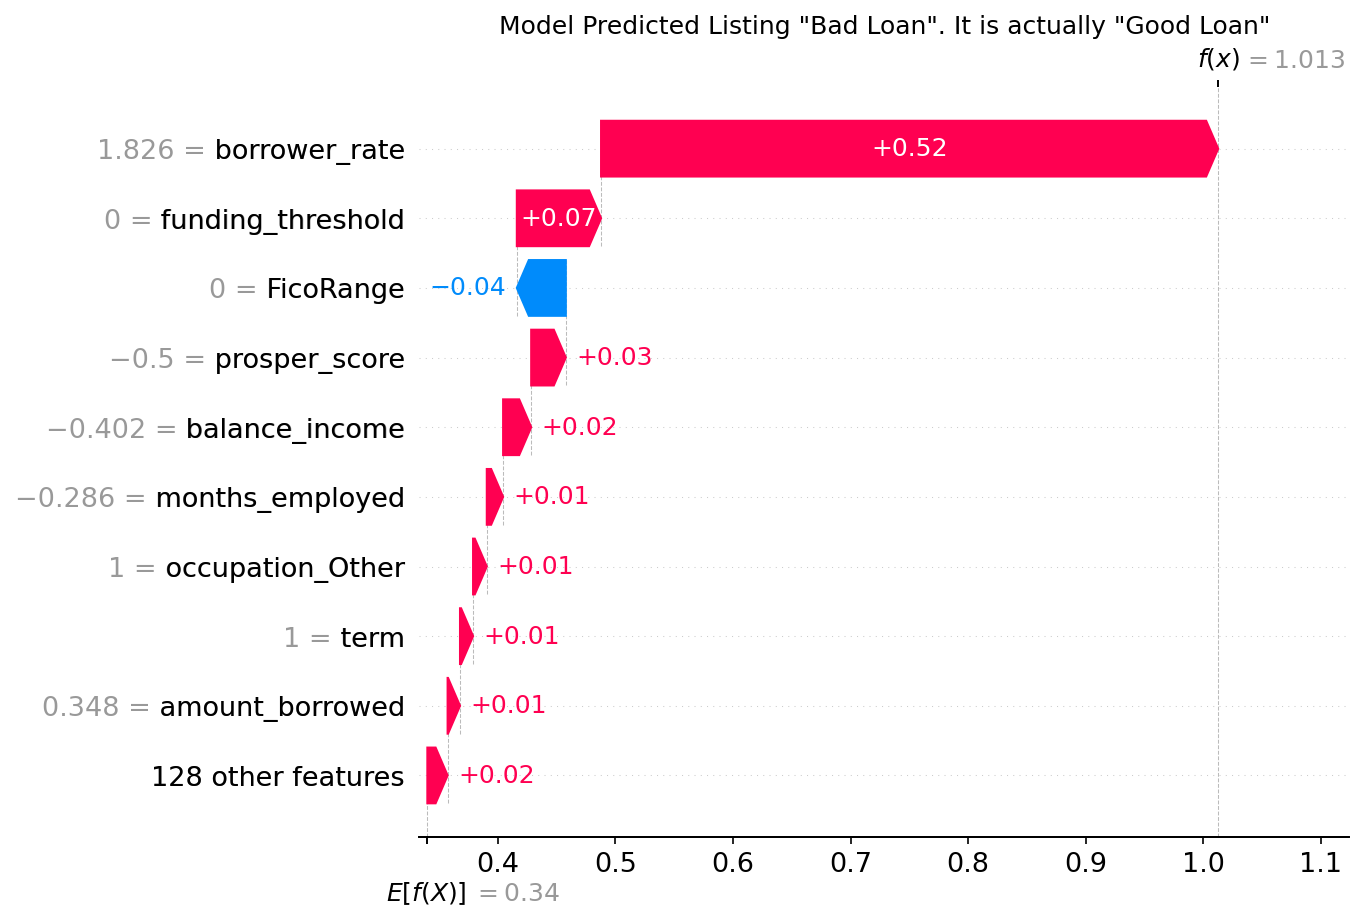 Model Predicted Listing "Bad Loan". It is actually "Good Loan"
f(x) = 1.013
1.826 = borrower_rate +0.52
0 = funding_threshold +0.07
0 = FicoRange −0.04
−0.5 = prosper_score +0.03
−0.402 = balance_income +0.02
−0.286 = months_employed +0.01
1 = occupation_Other +0.01
1 = term +0.01
0.348 = amount_borrowed +0.01
128 other features +0.02
0.4 0.5 0.6 0.7 0.8 0.9 1.0 1.1
E[f(X)] = 0.34